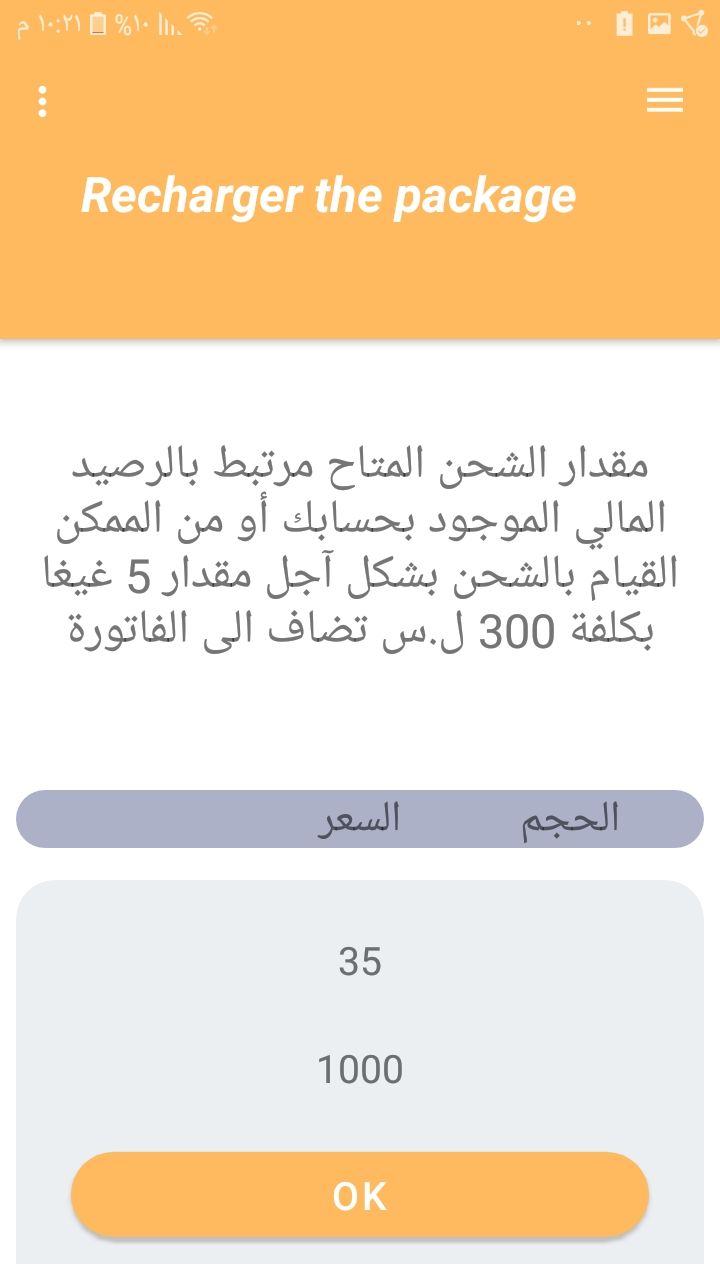 م ١٠:٢١ %١٠
Recharger the package
مقدار الشحن المتاح مرتبط بالرصيد
المالي الموجود بحسابك أو من الممكن
القيام بالشحن بشكل آجل مقدار 5 غيغا
بكلفة 300 ل.س تضاف الى الفاتورة
الحجم السعر
35
1000
OK